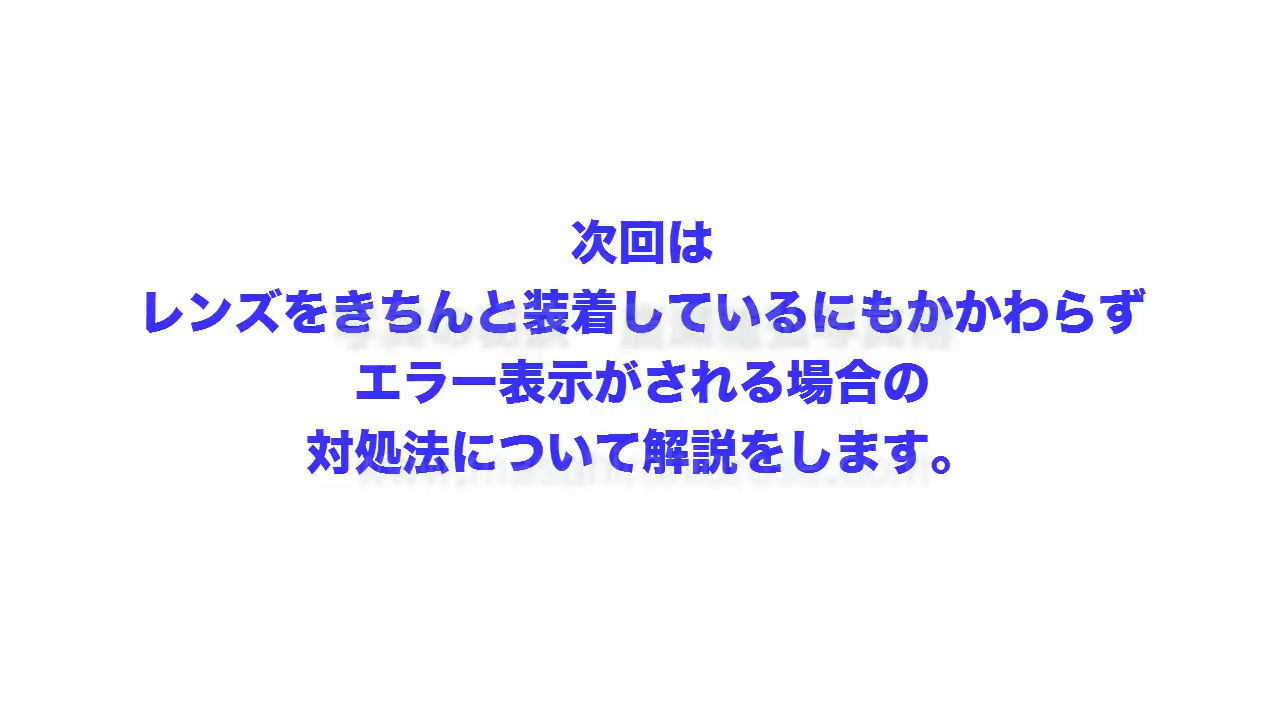 次回は
レンズをきちんと装着しているにもかかわらず
エラー表示がされる場合の
対処法について解説をします。